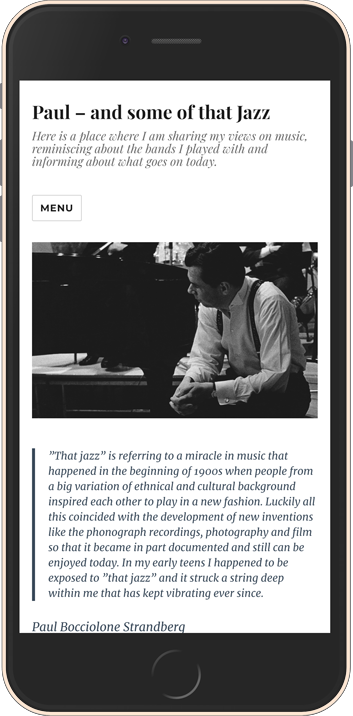 Paul – and some of that Jazz
Here is a place where I am sharing my views on music,
reminiscing about the bands I played with and
informing about what goes on today.
MENU
"That jazz" is referring to a miracle in music that
happened in the beginning of 1900s when people from
a big variation of ethnical and cultural background
inspired each other to play in a new fashion. Luckily all
this coincided with the development of new inventions
like the phonograph recordings, photography and film
so that it became in part documented and still can be
enjoyed today. In my early teens I happened to be
exposed to "that jazz" and it struck a string deep
within me that has kept vibrating ever since.
Paul Bocciolone Strandberg